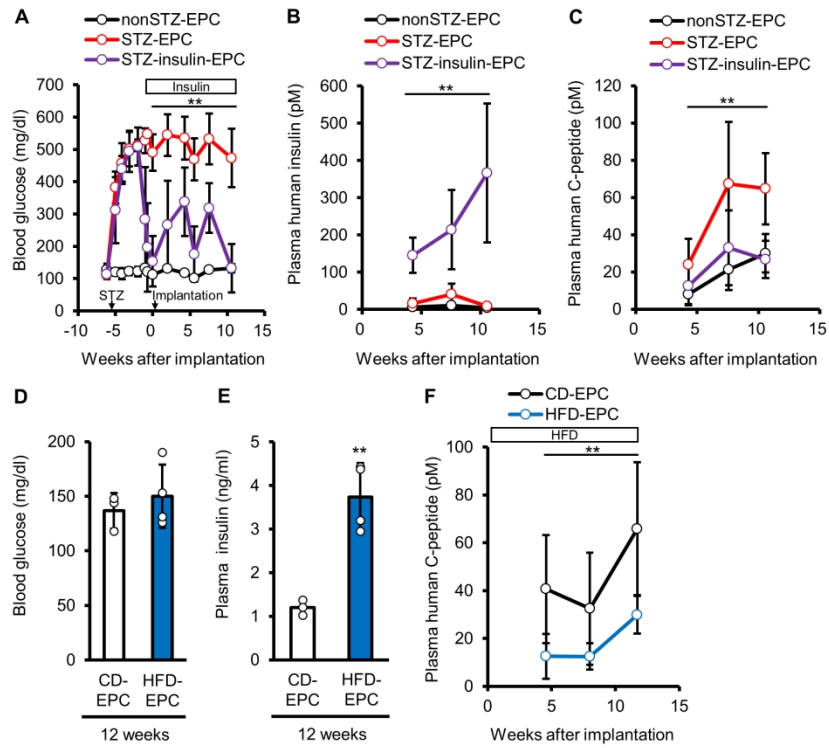 A
nonSTZ-EPC
STZ-EPC
STZ-insulin-EPC
Insulin
**
Blood glucose (mg/dl)
700
600
500
400
300
200
100
0
STZ
Implantation
-10 -5 0 5 10 15
Weeks after implantation
B
nonSTZ-EPC
STZ-EPC
STZ-insulin-EPC
**
Plasma human insulin (pM)
600
500
400
300
200
100
0
0 5 10 15
Weeks after implantation
C
nonSTZ-EPC
STZ-EPC
STZ-insulin-EPC
**
Plasma human C-peptide (pM)
120
100
80
60
40
20
0
0 5 10 15
Weeks after implantation
D
Blood glucose (mg/dl)
200
150
100
50
0
CD- HFD-
EPC EPC
12 weeks
E
**
Plasma insulin (ng/ml)
5
4
3
2
1
0
CD- HFD-
EPC EPC
12 weeks
F
CD-EPC
HFD-EPC
HFD
**
Plasma human C-peptide (pM)
100
80
60
40
20
0
0 5 10 15
Weeks after implantation